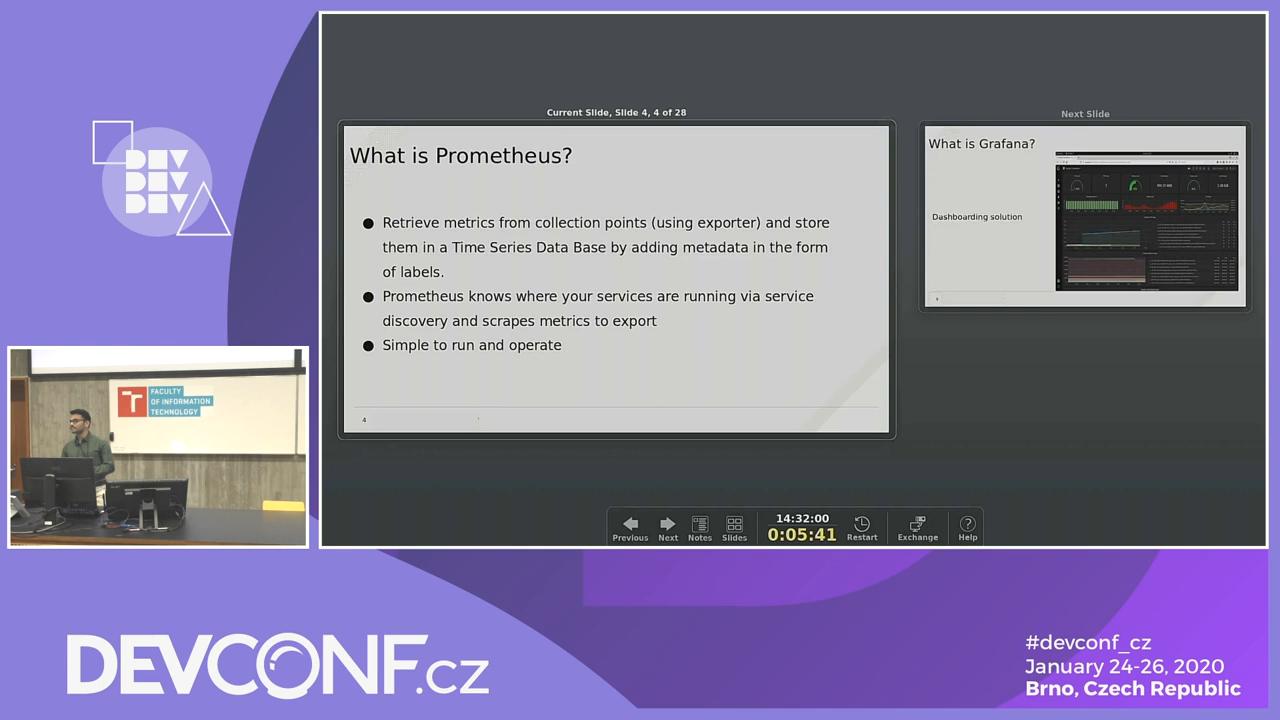 DEV
DEV
DEV
Current Slide, Slide 4, 4 of 28
What is Prometheus?
● Retrieve metrics from collection points (using exporter) and store
them in a Time Series Data Base by adding metadata in the form
of labels.
● Prometheus knows where your services are running via service
discovery and scrapes metrics to export
● Simple to run and operate
4
Next Slide
What is Grafana?
Dashboarding solution
FACULTY
OF INFORMATION
TECHNOLOGY
Previous
Next
Notes
Slides
14:32:00
0:05:41
Restart
Exchange
Help
DEVCONF.cz
#devconf_cz
January 24-26, 2020
Brno, Czech Republic